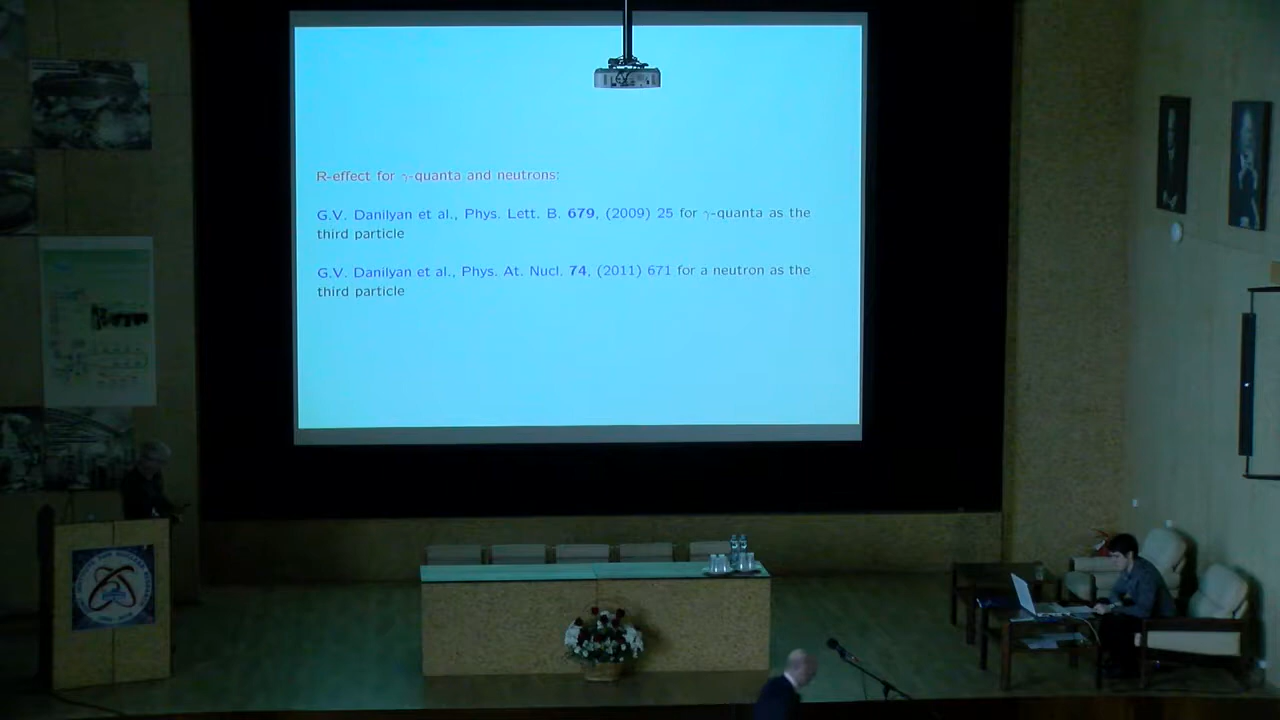 R-effect for γ-quanta and neutrons:
G.V. Danilyan et al., Phys. Lett. B. 679, (2009) 25 for γ-quanta as the
third particle
G.V. Danilyan et al., Phys. At. Nucl. 74, (2011) 671 for a neutron as the
third particle